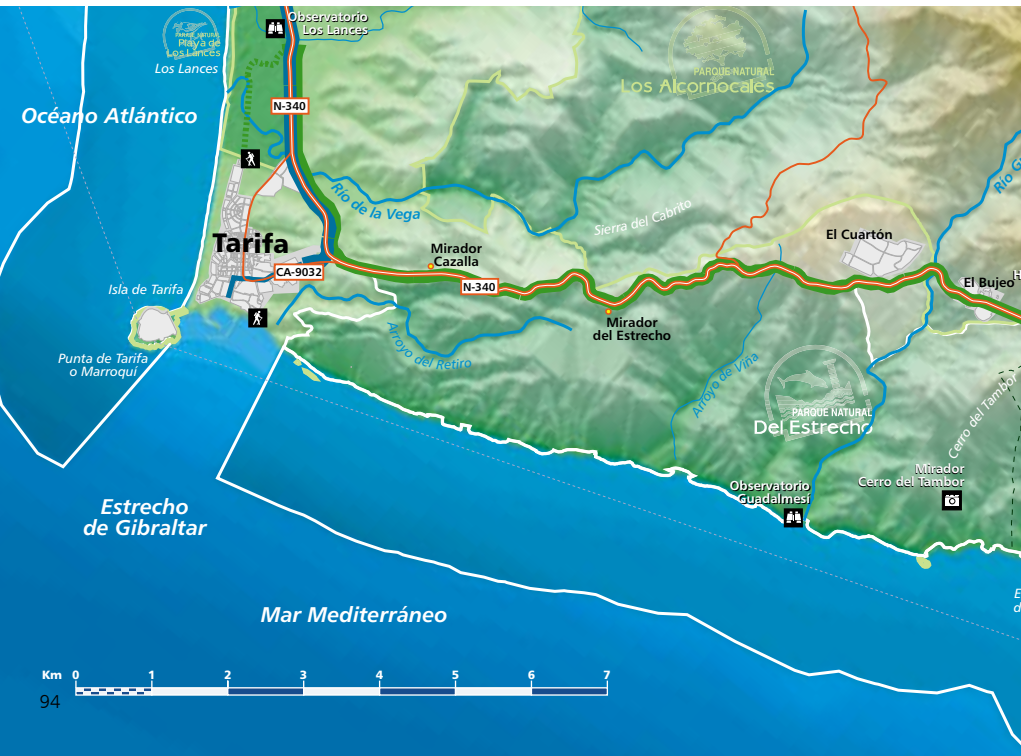 Observatorio
Los Lances
PARQUE NATURAL
Playa de
Los Lances
Los Lances
PARQUE NATURAL
Los Alcornocales
N-340
Océano Atlántico
Río de la Vega
Sierra del Cabrito
Tarifa
Mirador
Cazalla
El Cuartón
CA-9032
N-340
El Bujeo
Isla de Tarifa
Mirador
del Estrecho
Punta de Tarifa
o Marroquí
Arroyo del Retiro
Arroyo de Viña
PARQUE NATURAL
Del Estrecho
Cerro del Tambor
Mirador
Cerro del Tambor
Observatorio
Guadalmesí
Estrecho
de Gibraltar
Mar Mediterráneo
Río G
Km 0 1 2 3 4 5 6 7
94